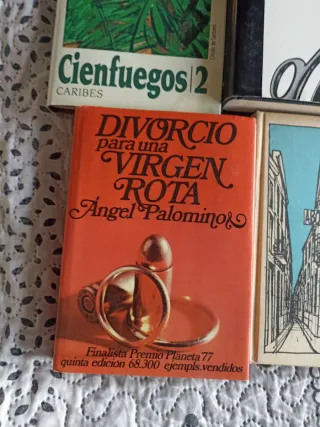 Cienfuegos|2
CARIBES
DIVORCIO
para una
VIRGEN
ROTA
Ángel Palomino
Finalista Premio Planeta 77
quinta edición 68.300 ejempls.vendidos